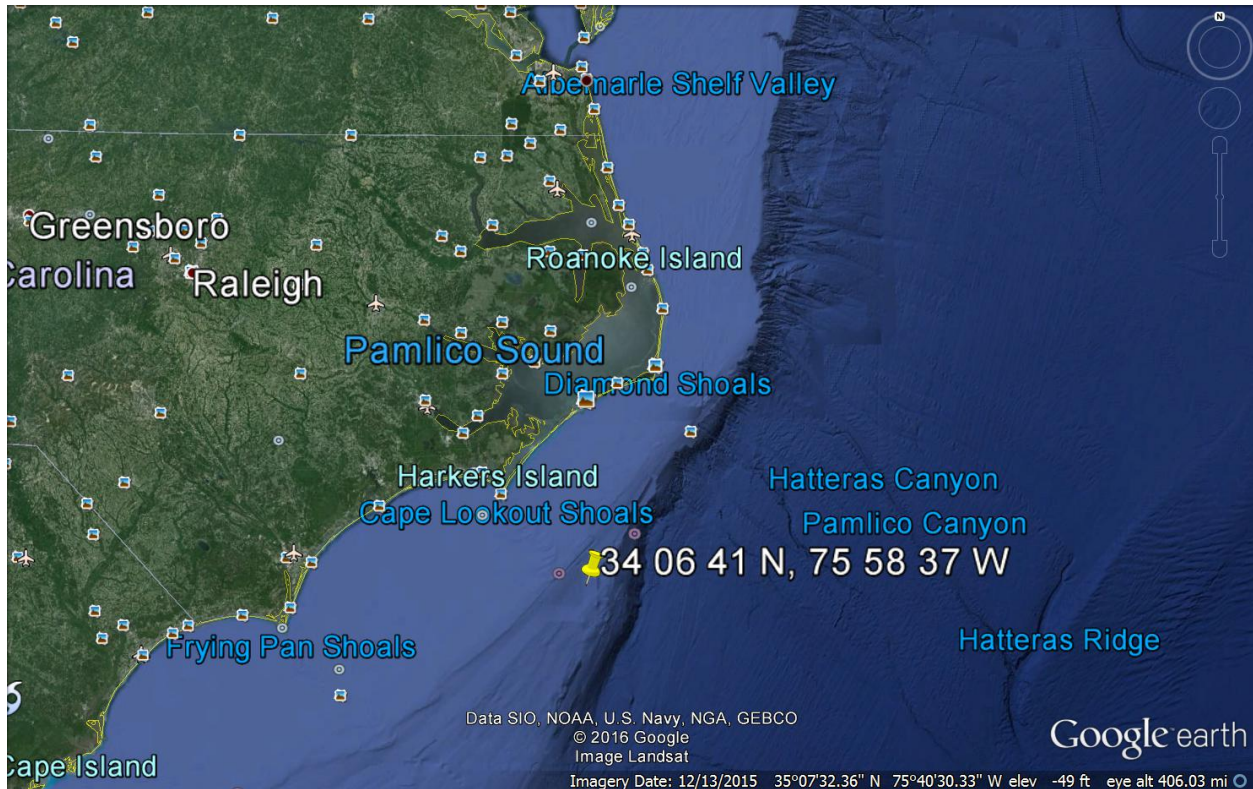 N
Albemarle Shelf Valley
Greensboro
Roanoke Island
Carolina
Raleigh
Pamlico Sound
Diamond Shoals
Harkers Island
Hatteras Canyon
Cape Lookout Shoals
Pamlico Canyon
34 06 41 N, 75 58 37 W
Frying Pan Shoals
Hatteras Ridge
Data SIO, NOAA, U.S. Navy, NGA, GEBCO
© 2016 Google
Image Landsat
Google earth
Cape Island
Imagery Date: 12/13/2015 35°07'32.36" N 75°40'30.33" W elev -49 ft eye alt 406.03 mi